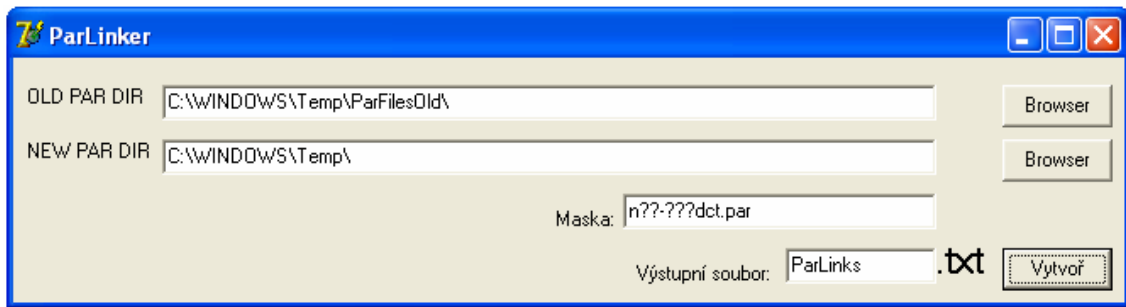 ParLinker
OLD PAR DIR C:\WINDOWS\Temp\ParFilesOld\ Browser
NEW PAR DIR C:\WINDOWS\Temp\ Browser
Maska: n??-???dct.par
Výstupní soubor: ParLinks .txt Vytvoř